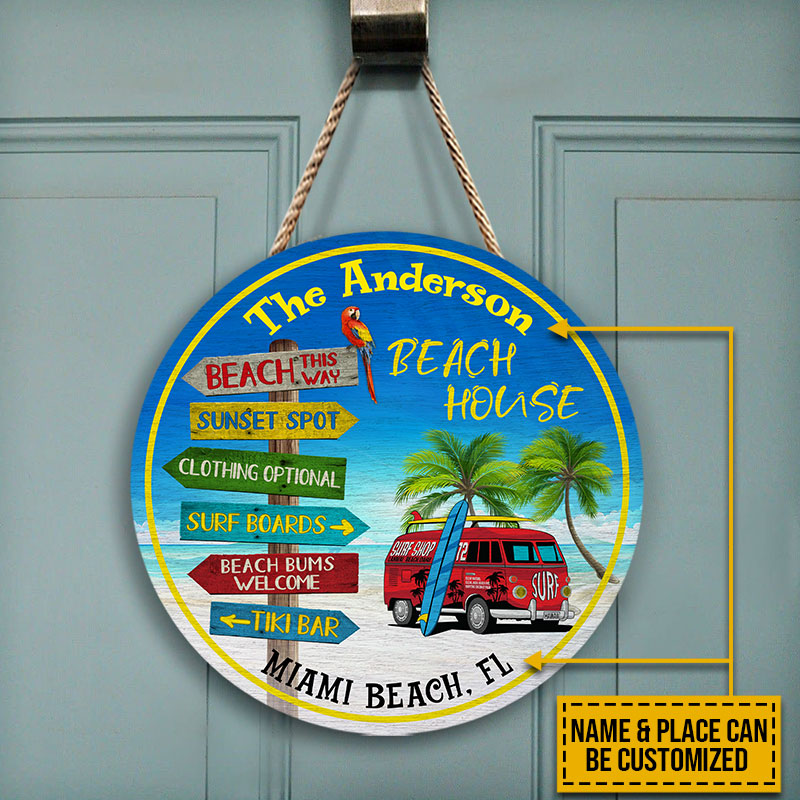 The Anderson
BEACH
HOUSE
BEACH THIS WAY
SUNSET SPOT
CLOTHING OPTIONAL
SURF BOARDS
BEACH BUMS
WELCOME
TIKI BAR
SURF SHOP
72
SURF
MIAMI BEACH, FL
NAME & PLACE CAN
BE CUSTOMIZED